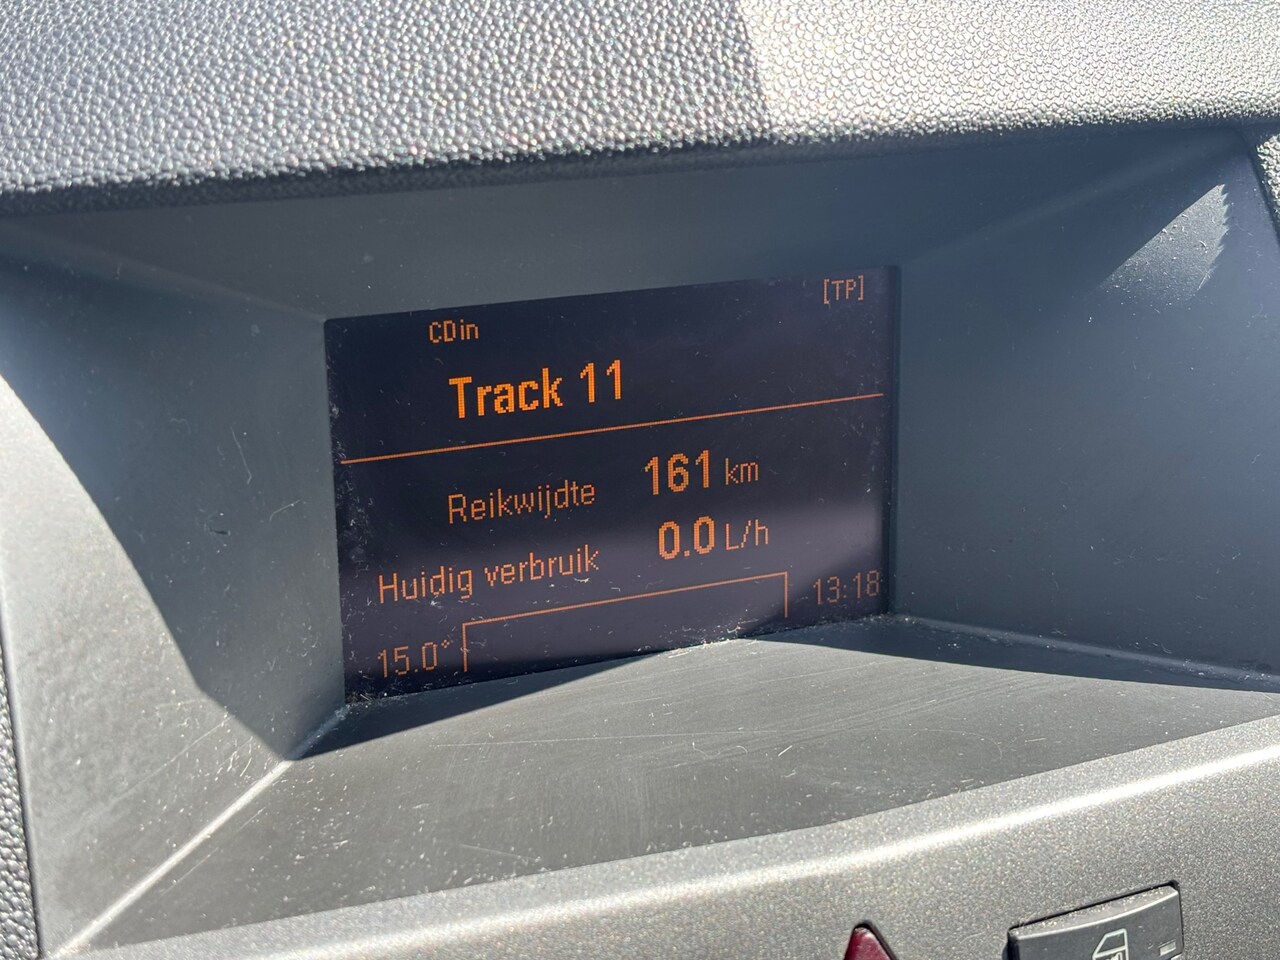 [TP]
CDin
Track 11
Reikwijdte 161 km
Huidig verbruik 0.0 L/h
15.0° 13:18